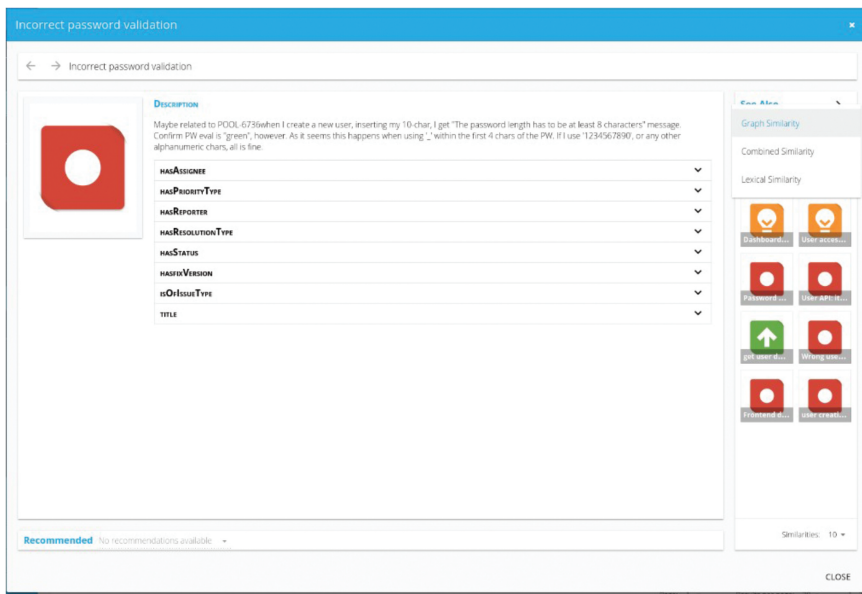 Incorrect password validation
Incorrect password validation
DESCRIPTION
Maybe related to POOL-6736when I create a new user, inserting my 10-char, I get "The password length has to be at least 8 characters" message.
Confirm PW eval is "green", however. As it seems this happens when using '_' within the first 4 chars of the PW. If I use '1234567890', or any other
alphanumeric chars, all is fine.
HASASSIGNEE
HASPRIORITYTYPE
HASREPORTER
HASRESOLUTIONTYPE
HASSTATUS
HASFIXVERSION
ISOFISSUETYPE
TITLE
See Also
Graph Similarity
Combined Similarity
Lexical Similarity
Dashboard... User acces...
Password ... User API: it...
get user d... Wrong use...
Frontend d... user creati...
Recommended No recommendations available
Similarities: 10
CLOSE